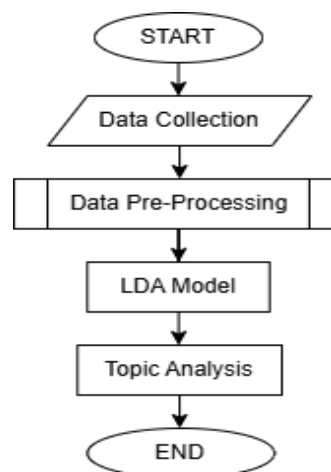 START
Data Collection
Data Pre-Processing
LDA Model
Topic Analysis
END